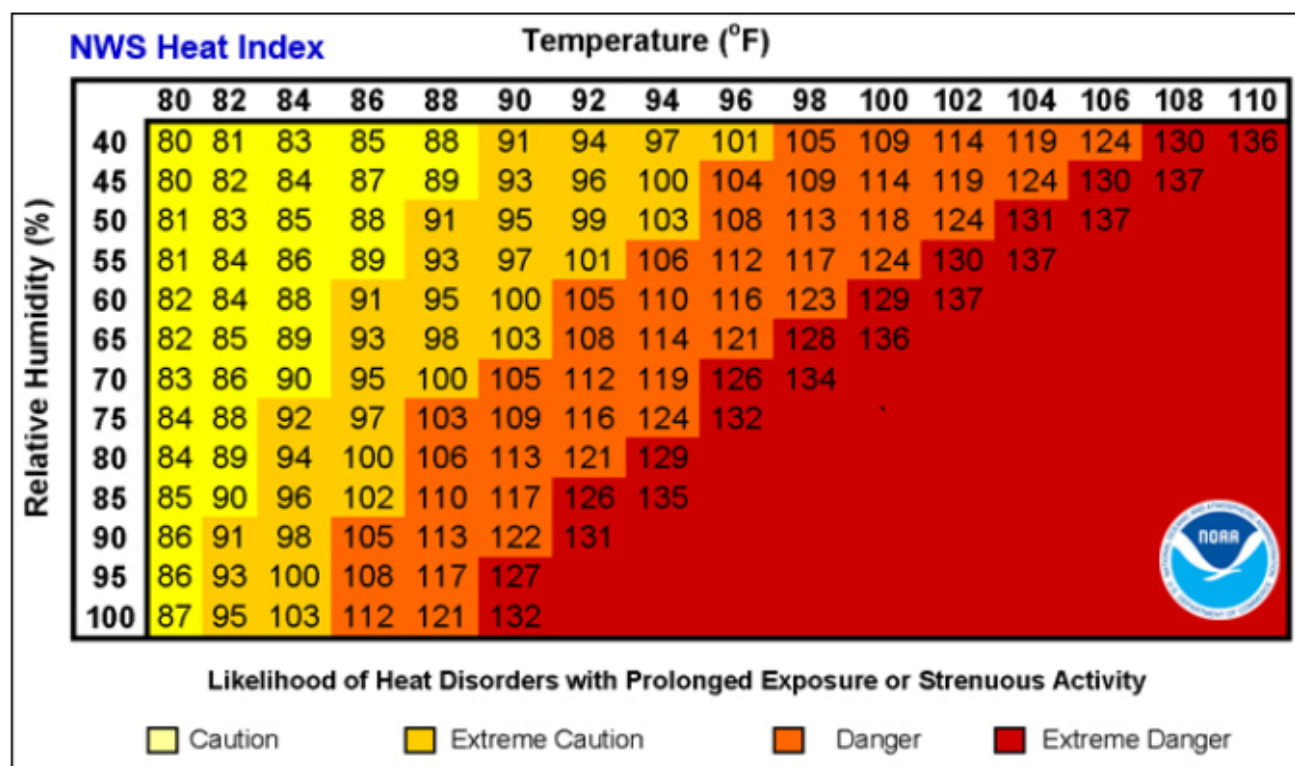 NWS Heat Index
Temperature (°F)
80 82 84 86 88 90 92 94 96 98 100 102 104 106 108 110
Relative Humidity (%)
40 80 81 83 85 88 91 94 97 101 105 109 114 119 124 130 136
45 80 82 84 87 89 93 96 100 104 109 114 119 124 130 137
50 81 83 85 88 91 95 99 103 108 113 118 124 131 137
55 81 84 86 89 93 97 101 106 112 117 124 130 137
60 82 84 88 91 95 100 105 110 116 123 129 137
65 82 85 89 93 98 103 108 114 121 128 136
70 83 86 90 95 100 105 112 119 126 134
75 84 88 92 97 103 109 116 124 132
80 84 89 94 100 106 113 121 129
85 85 90 96 102 110 117 126 135
90 86 91 98 105 113 122 131
95 86 93 100 108 117 127
100 87 95 103 112 121 132
NOAA
Likelihood of Heat Disorders with Prolonged Exposure or Strenuous Activity
Caution Extreme Caution Danger Extreme Danger